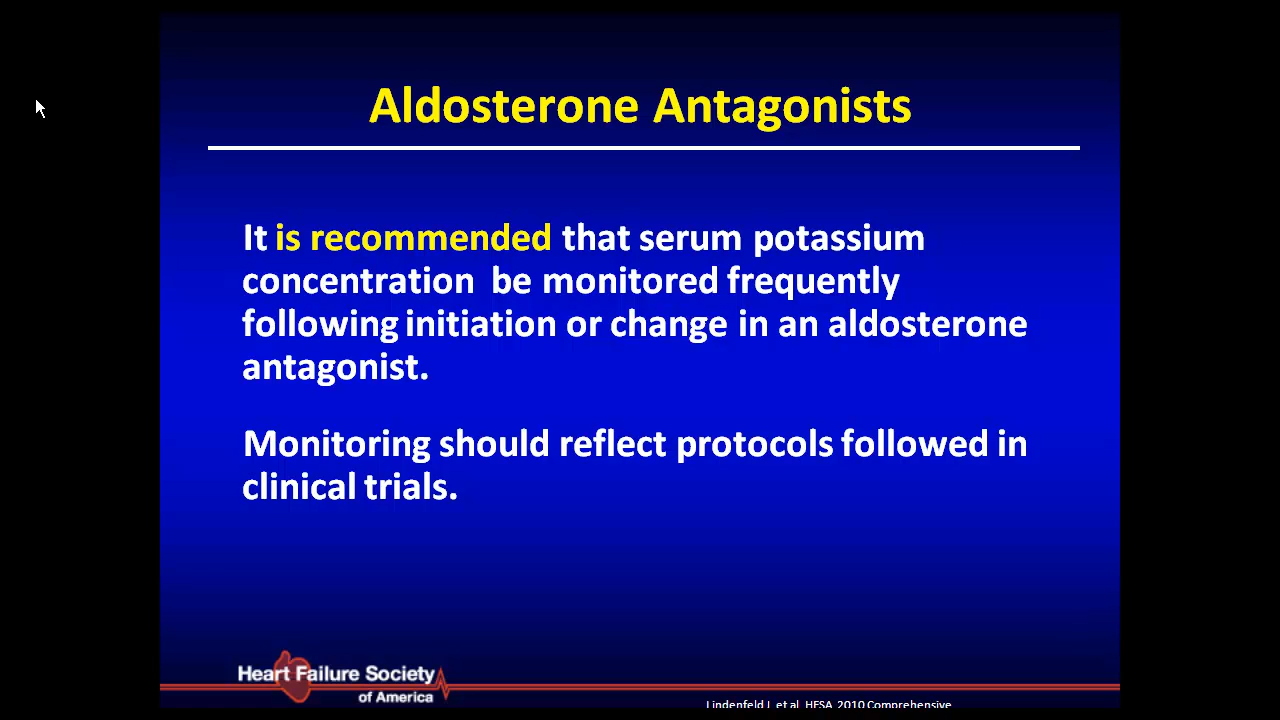 Aldosterone Antagonists
It is recommended that serum potassium
concentration be monitored frequently
following initiation or change in an aldosterone
antagonist.
Monitoring should reflect protocols followed in
clinical trials.
Heart Failure Society
of America
Lindenfeld J, et al. HFSA 2010 Comprehensive